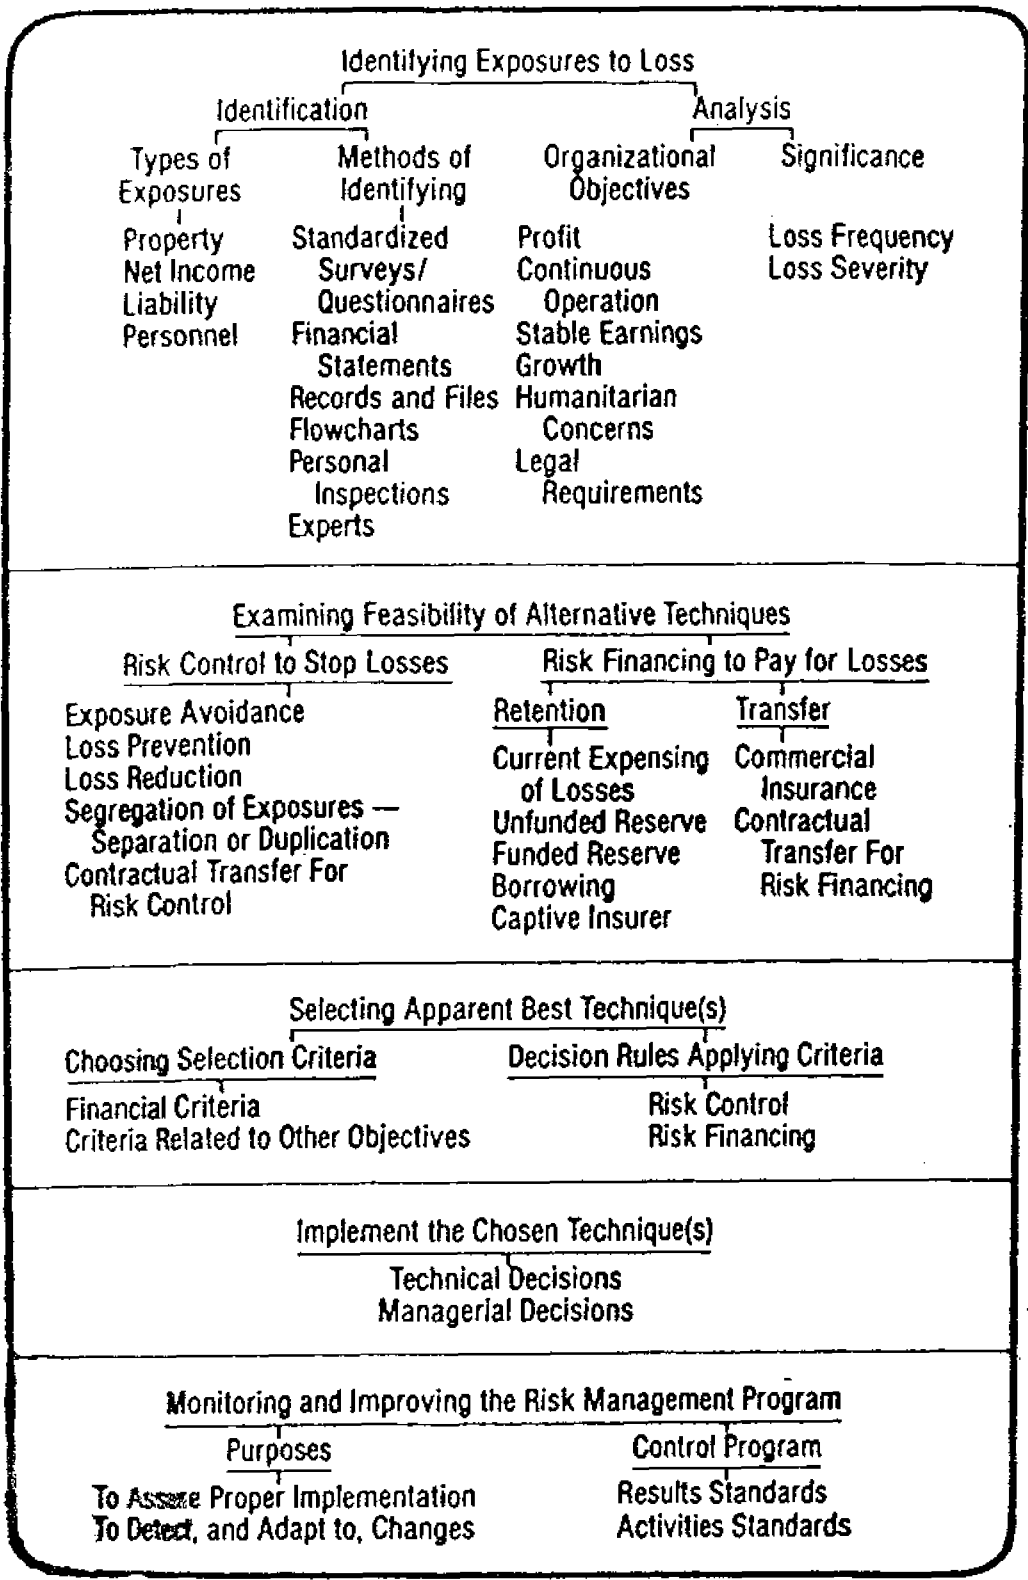 Identifying Exposures to Loss
Identification
Analysis
Types of
Exposures
Methods of
Identifying
Organizational
Objectives
Significance
Property
Net Income
Liability
Personnel
Standardized
Surveys/
Questionnaires
Financial
Statements
Records and Files
Flowcharts
Personal
Inspections
Experts
Profit
Continuous
Operation
Stable Earnings
Growth
Humanitarian
Concerns
Legal
Requirements
Loss Frequency
Loss Severity
Examining Feasibility of Alternative Techniques
Risk Control to Stop Losses
Exposure Avoidance
Loss Prevention
Loss Reduction
Segregation of Exposures —
Separation or Duplication
Contractual Transfer For
Risk Control
Risk Financing to Pay for Losses
Retention
Current Expensing
of Losses
Unfunded Reserve
Funded Reserve
Borrowing
Captive Insurer
Transfer
Commercial
Insurance
Contractual
Transfer For
Risk Financing
Selecting Apparent Best Technique(s)
Choosing Selection Criteria
Financial Criteria
Criteria Related to Other Objectives
Decision Rules Applying Criteria
Risk Control
Risk Financing
Implement the Chosen Technique(s)
Technical Decisions
Managerial Decisions
Monitoring and Improving the Risk Management Program
Purposes
To Assure Proper Implementation
To Detect, and Adapt to, Changes
Control Program
Results Standards
Activities Standards